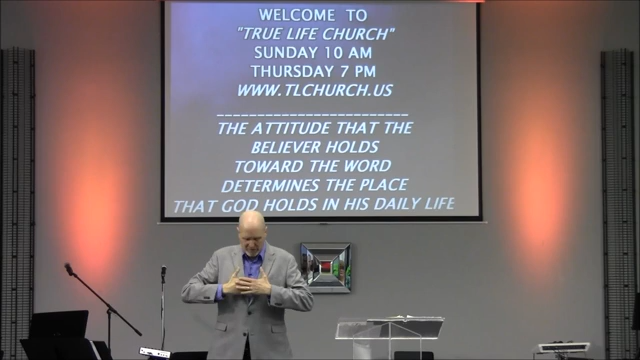 WELCOME TO
"TRUE LIFE CHURCH"
SUNDAY 10 AM
THURSDAY 7 PM
WWW.TLCHURCH.US
THE ATTITUDE THAT THE
BELIEVER HOLDS
TOWARD THE WORD
DETERMINES THE PLACE
THAT GOD HOLDS IN HIS DAILY LIFE